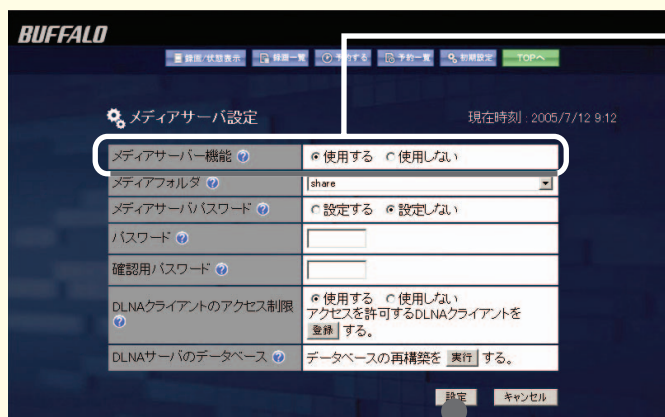 BUFFALO
録画/状態表示 録画一覧 予約する 予約一覧 初期設定 TOPへ
メディアサーバ設定 現在時刻 : 2005/7/12 9:12
メディアサーバー機能 ? 使用する 使用しない
メディアフォルダ ? share
メディアサーバパスワード ? 設定する 設定しない
パスワード ?
確認用パスワード ?
DLNAクライアントのアクセス制限 ? 使用する 使用しない
アクセスを許可するDLNAクライアントを
登録 する。
DLNAサーバのデータベース ? データベースの再構築を 実行 する。
設定 キャンセル